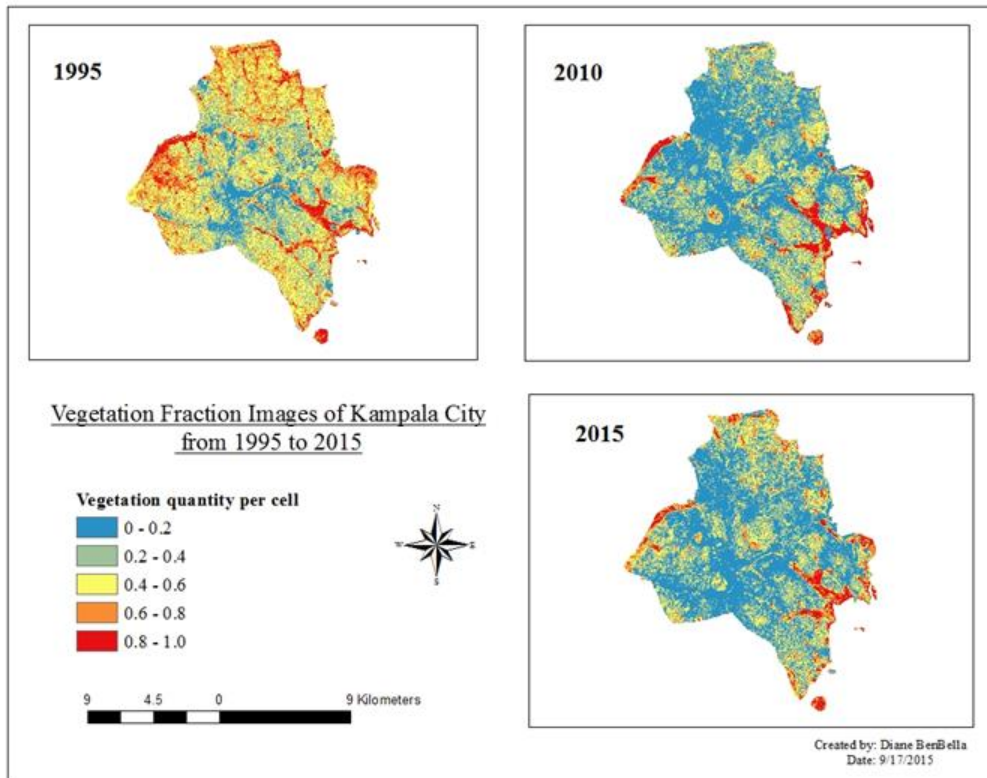 1995
2010
Vegetation Fraction Images of Kampala City
from 1995 to 2015
2015
Vegetation quantity per cell
0 - 0.2
0.2 - 0.4
0.4 - 0.6
0.6 - 0.8
0.8 - 1.0
N
W
E
S
9 4.5 0 9 Kilometers
Created by: Diane BenBella
Date: 9/17/2015